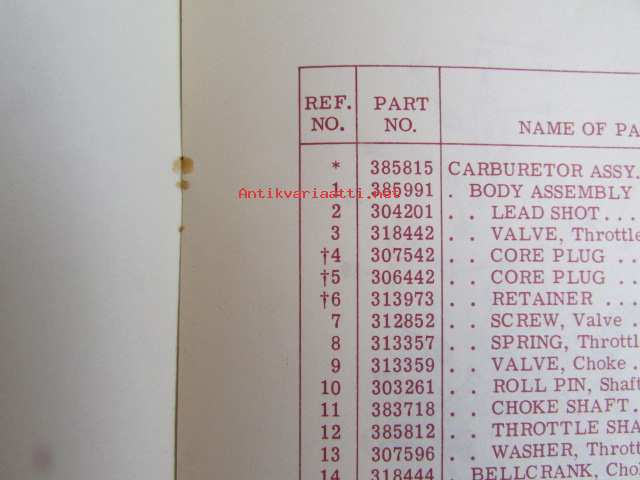 REF. NO. PART NO. NAME OF PA
* 385815 CARBURETOR ASSY.
1 385991 . BODY ASSEMBLY
Antikvariaatti.net
2 304201 . . LEAD SHOT...
3 318442 . . VALVE, Throttle
†4 307542 . . CORE PLUG ..
†5 306442 . . CORE PLUG ..
†6 313973 . . RETAINER ...
7 312852 . . SCREW, Valve .
8 313357 . . SPRING, Throttl
9 313359 . . VALVE, Choke .
10 303261 . . ROLL PIN, Shaft
11 383718 . . CHOKE SHAFT.
12 385812 . . THROTTLE SHA
13 307596 . . WASHER, Thrott
14 318444 . BELLCRANK, Chok